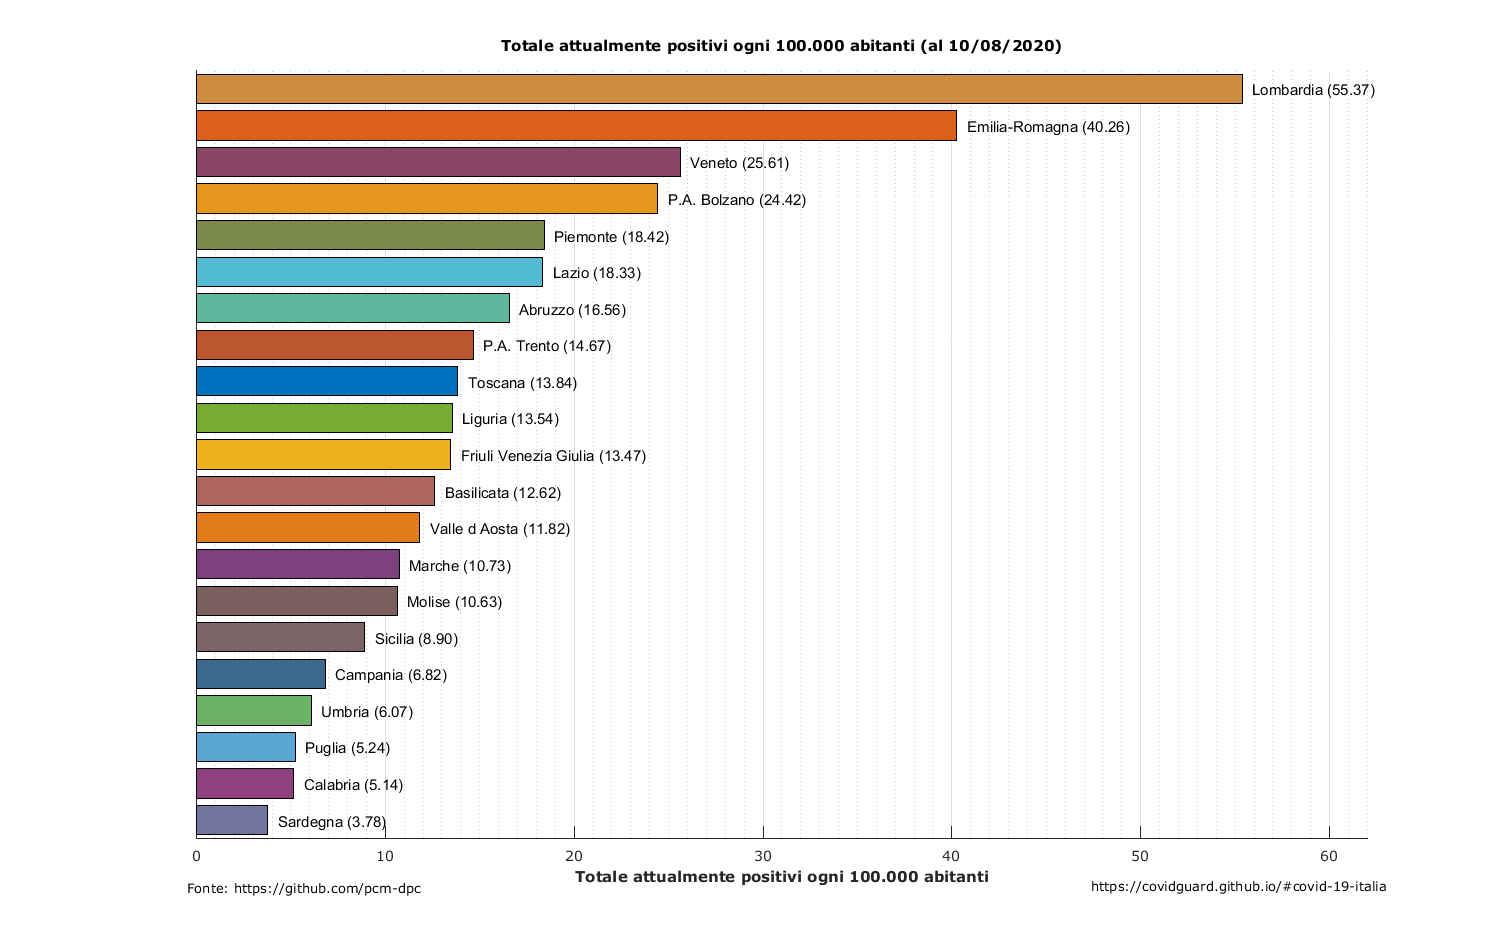 Totale attualmente positivi ogni 100.000 abitanti (al 10/08/2020)
Lombardia (55.37)
Emilia-Romagna (40.26)
Veneto (25.61)
P.A. Bolzano (24.42)
Piemonte (18.42)
Lazio (18.33)
Abruzzo (16.56)
P.A. Trento (14.67)
Toscana (13.84)
Liguria (13.54)
Friuli Venezia Giulia (13.47)
Basilicata (12.62)
Valle d Aosta (11.82)
Marche (10.73)
Molise (10.63)
Sicilia (8.90)
Campania (6.82)
Umbria (6.07)
Puglia (5.24)
Calabria (5.14)
Sardegna (3.78)
0 10 20 30 40 50 60
Totale attualmente positivi ogni 100.000 abitanti
Fonte: https://github.com/pcm-dpc
https://covidguard.github.io/#covid-19-italia